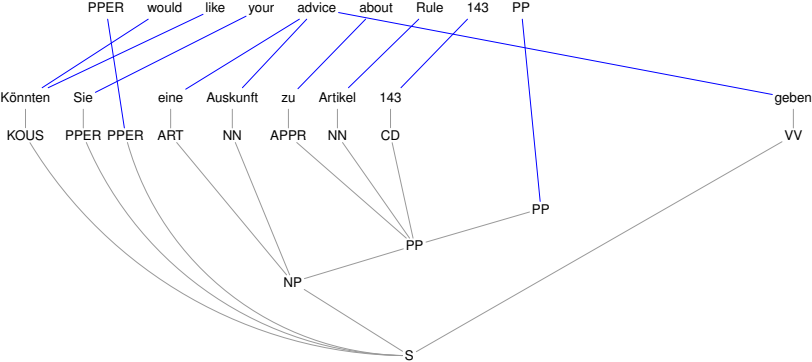 PPER would like your advice about Rule 143 PP
Könnten Sie eine Auskunft zu Artikel 143 geben
KOUS PPER PPER ART NN APPR NN CD VV
PP
PP
NP
S